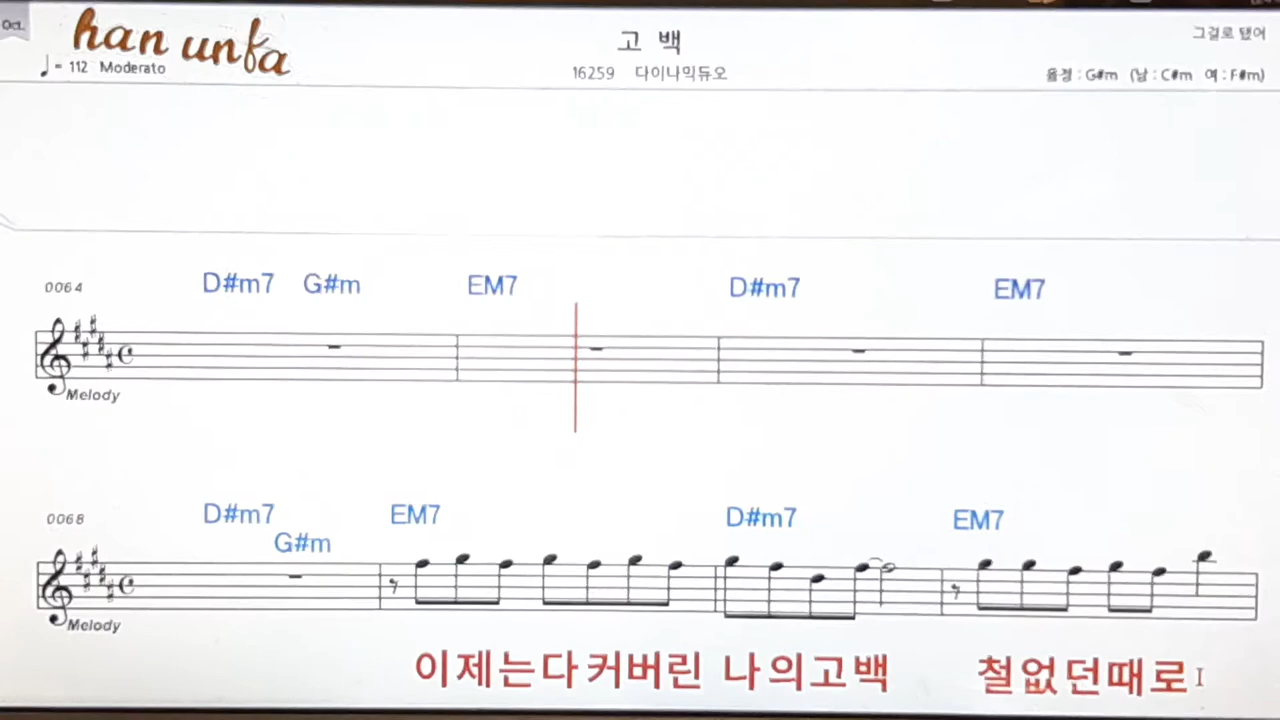 Oct.
han unfa
고 백
그걸로 됐어
♩= 112 Moderato
16259 다이나믹듀오
음정 : G#m (남 : C#m 여 : F#m)
0064 D#m7 G#m EM7 D#m7 EM7
Melody
0068 D#m7 G#m EM7 D#m7 EM7
Melody
이제는다커버린 나의고백 철없던때로